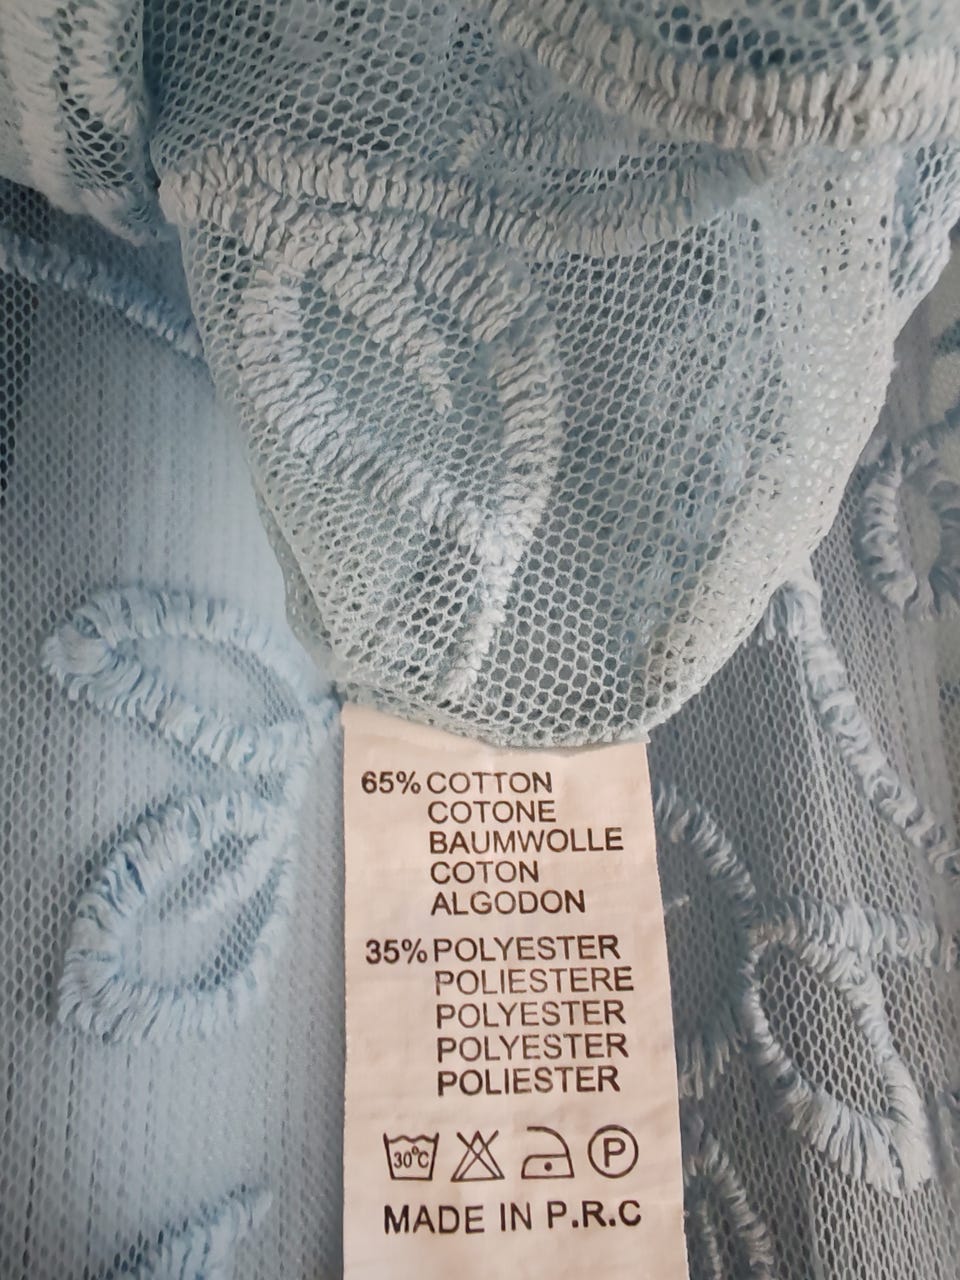 65% COTTON
COTONE
BAUMWOLLE
COTON
ALGODON
35% POLYESTER
POLIESTERE
POLYESTER
POLYESTER
POLIESTER
30°C P
MADE IN P.R.C